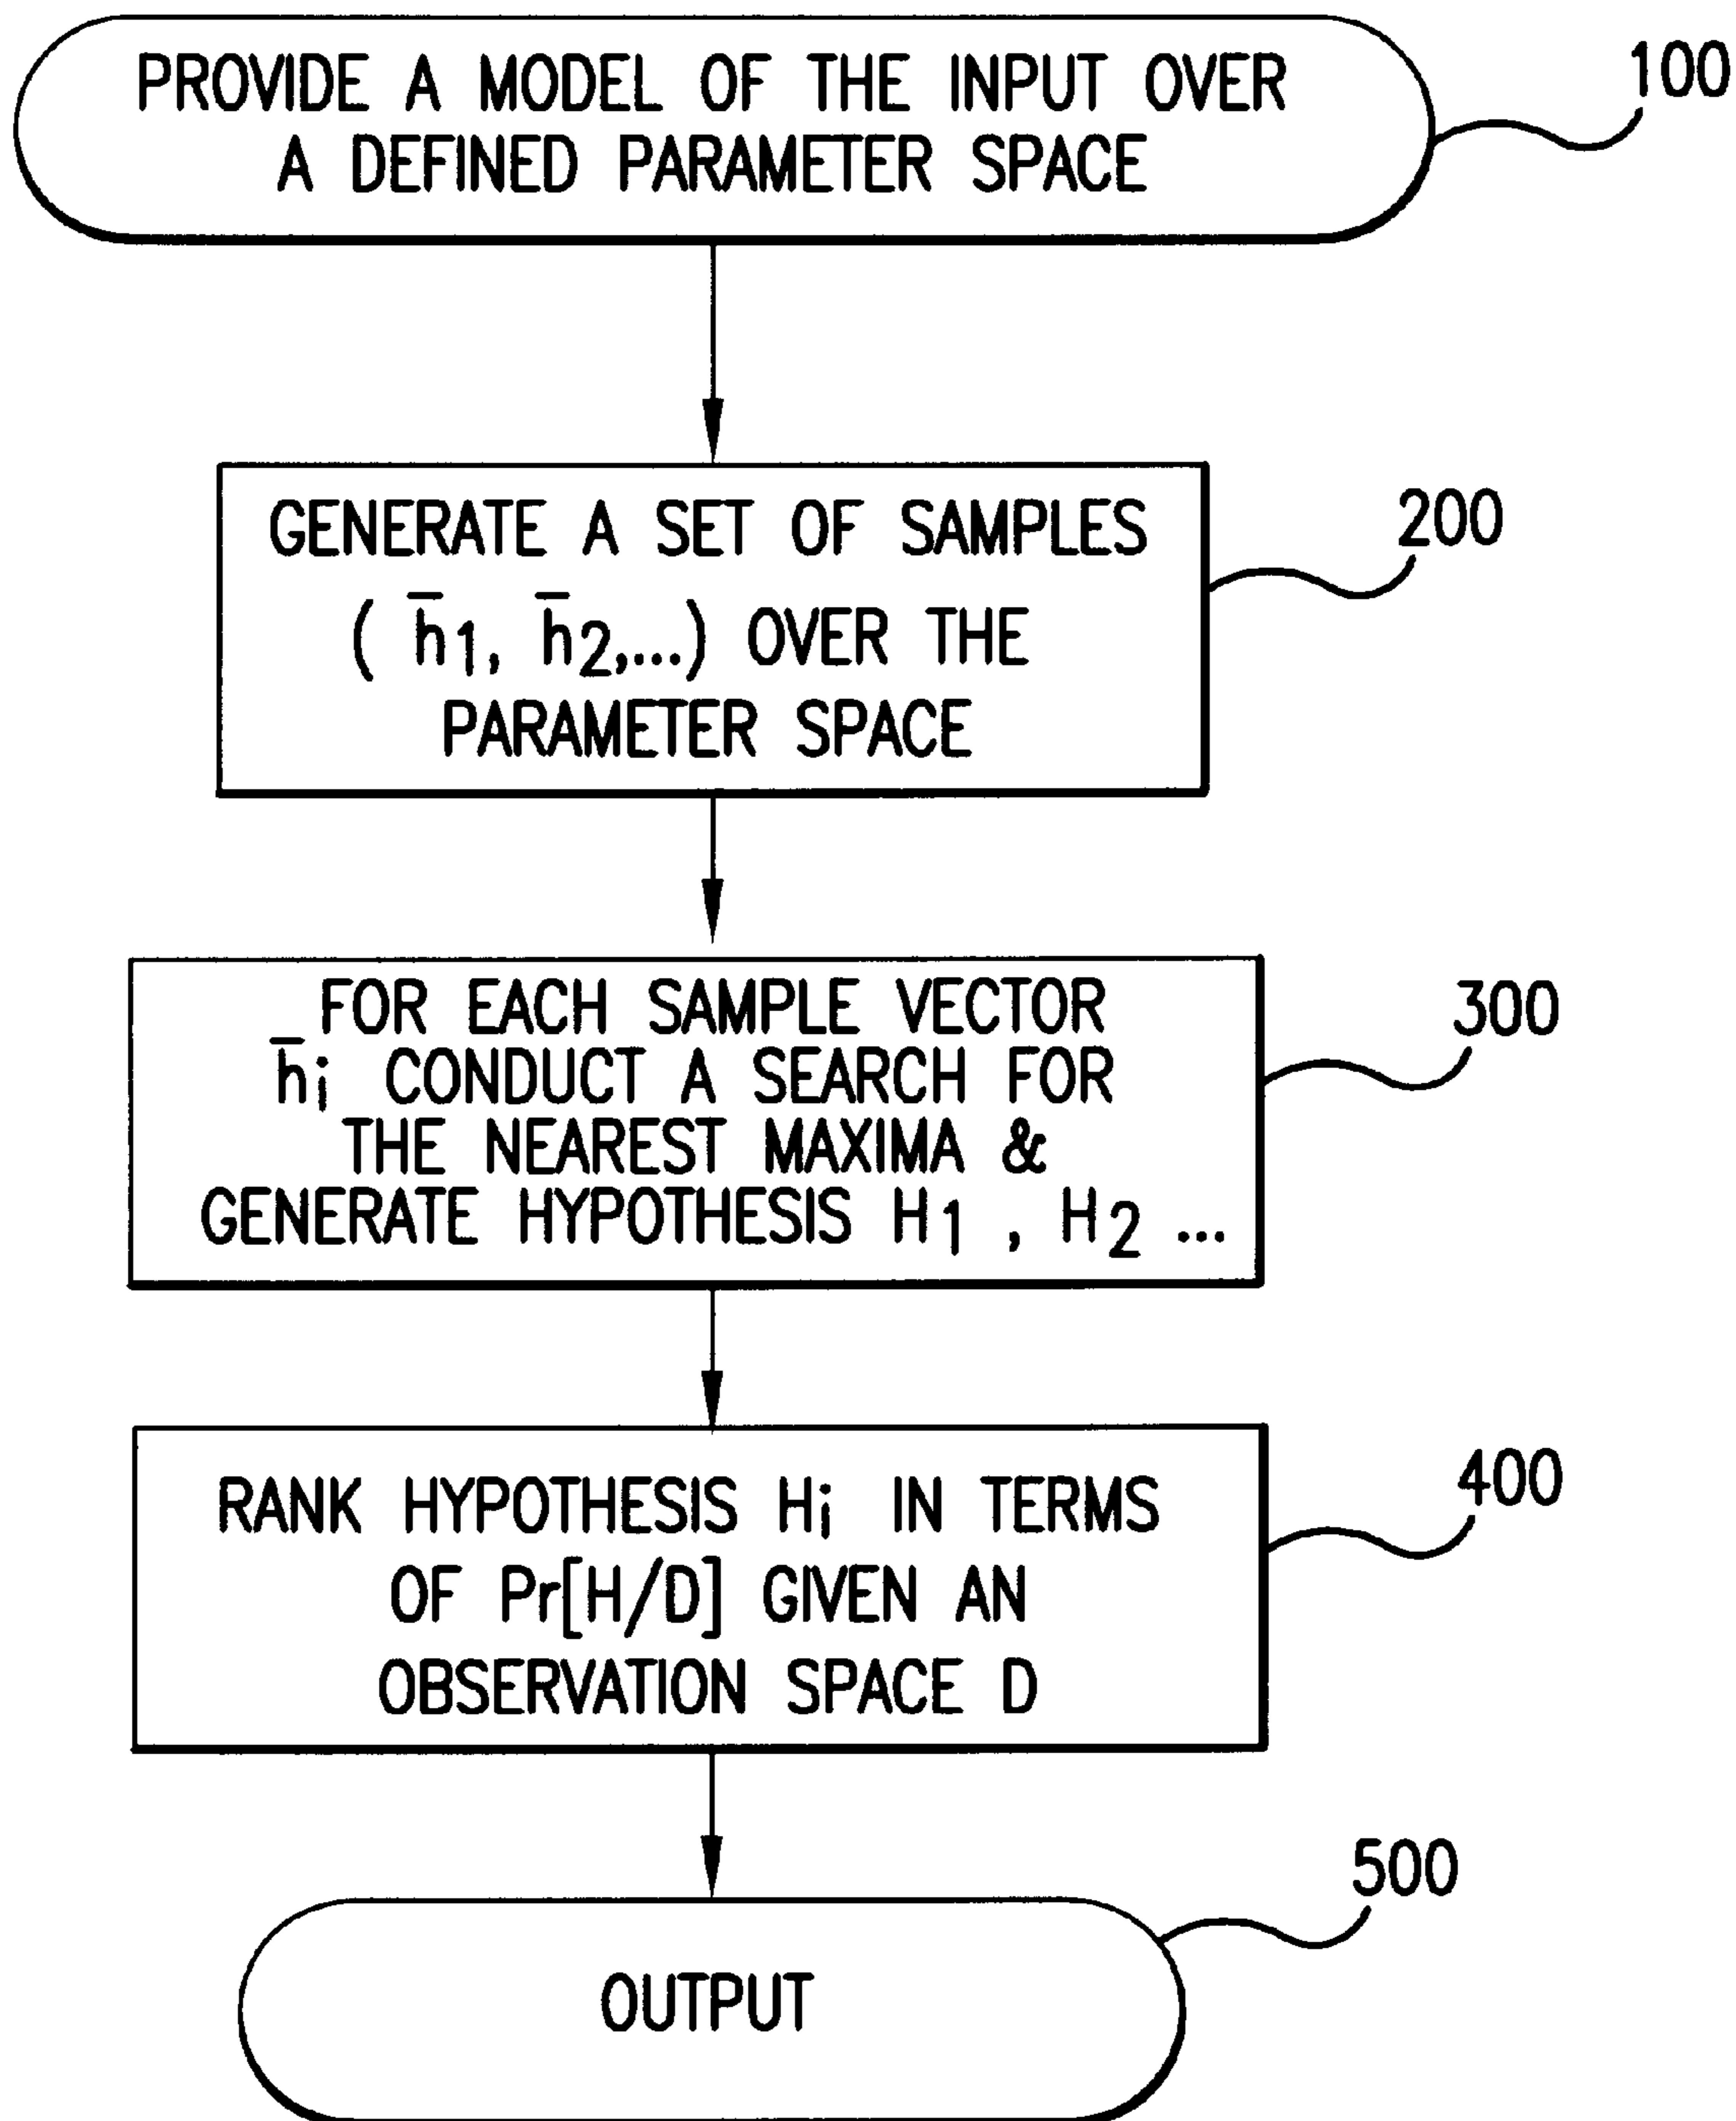 PROVIDE A MODEL OF THE INPUT OVER
A DEFINED PARAMETER SPACE
100
GENERATE A SET OF SAMPLES
( h̄1, h̄2,...) OVER THE
PARAMETER SPACE
200
FOR EACH SAMPLE VECTOR
h̄i CONDUCT A SEARCH FOR
THE NEAREST MAXIMA &
GENERATE HYPOTHESIS H1 , H2 ...
300
RANK HYPOTHESIS Hi IN TERMS
OF Pr[H/D] GIVEN AN
OBSERVATION SPACE D
400
OUTPUT
500